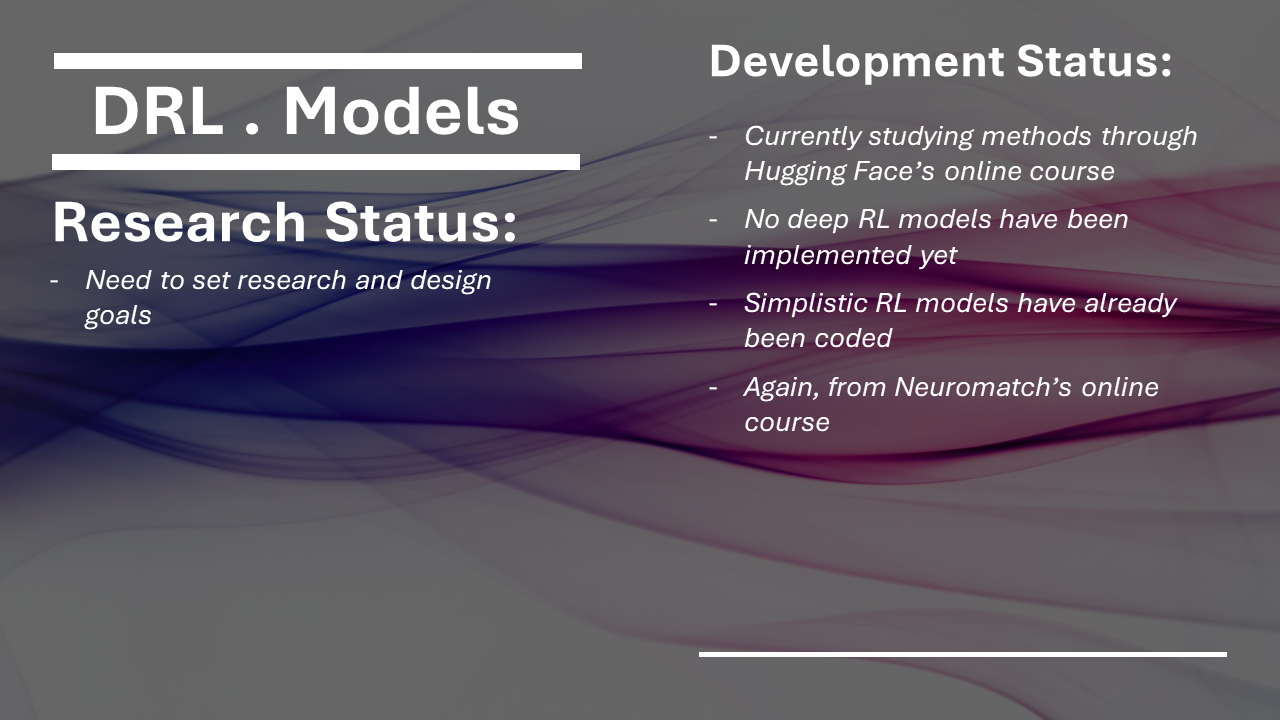 DRL . Models
Research Status:
- Need to set research and design
goals
Development Status:
- Currently studying methods through
Hugging Face’s online course
- No deep RL models have been
implemented yet
- Simplistic RL models have already
been coded
- Again, from Neuromatch’s online
course